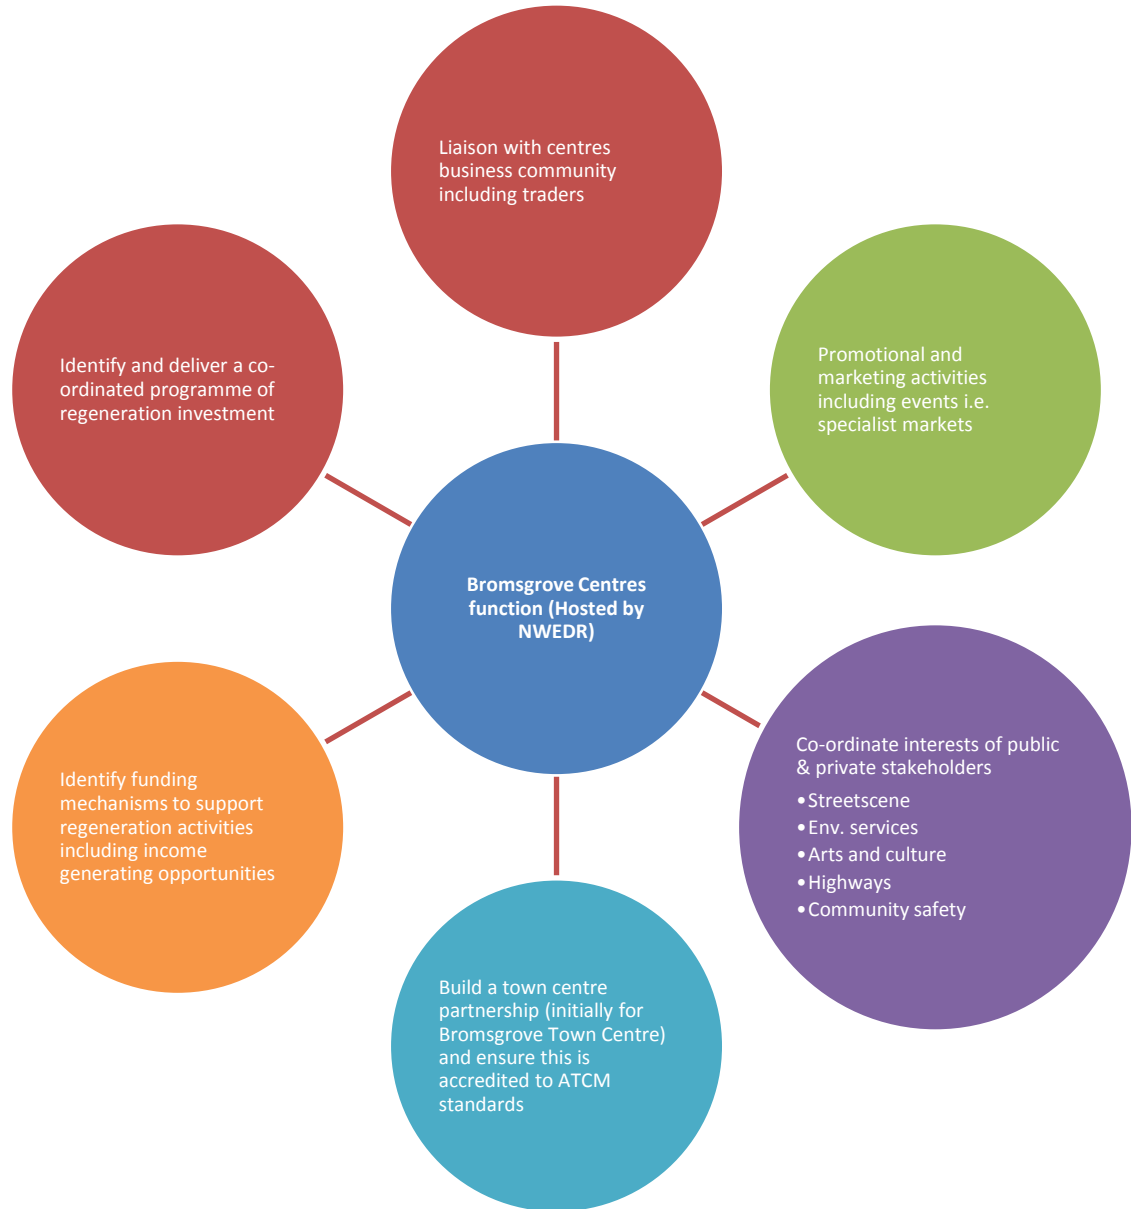 Liaison with centres
business community
including traders
Promotional and
marketing activities
including events i.e.
specialist markets
Co-ordinate interests of public
& private stakeholders
•Streetscene
•Env. services
•Arts and culture
•Highways
•Community safety
Build a town centre
partnership (initially for
Bromsgrove Town Centre)
and ensure this is
accredited to ATCM
standards
Identify funding
mechanisms to support
regeneration activities
including income
generating opportunities
Identify and deliver a co-
ordinated programme of
regeneration investment
Bromsgrove Centres
function (Hosted by
NWEDR)